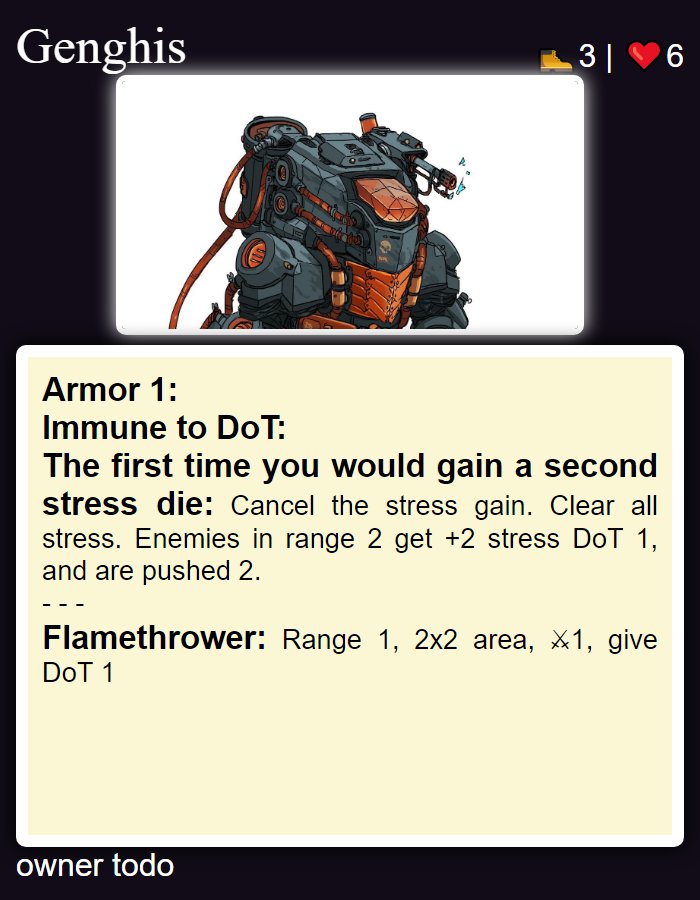 Genghis
🥾3 | ❤️6
Armor 1:
Immune to DoT:
The first time you would gain a second
stress die: Cancel the stress gain. Clear all
stress. Enemies in range 2 get +2 stress DoT 1,
and are pushed 2.
- - -
Flamethrower: Range 1, 2x2 area, ⚔1, give
DoT 1
owner todo